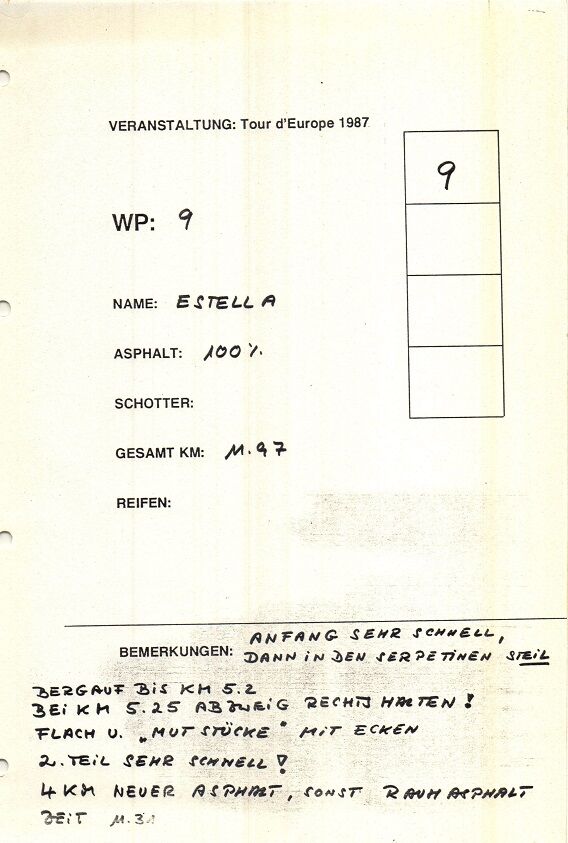 VERANSTALTUNG: Tour d'Europe 1987
9
WP: 9
NAME: ESTELLA
ASPHALT: 100%
SCHOTTER:
GESAMT KM: 11.97
REIFEN:
BEMERKUNGEN: ANFANG SEHR SCHNELL,
DANN IN DEN SERPETINEN STEIL
BERGAUF BIS KM 5.2
BEI KM 5.25 ABZWEIG RECHTS HALTEN!
FLACH U. „MUTSTÜCKE" MIT ECKEN
2. TEIL SEHR SCHNELL!
4 KM NEUER ASPHALT, SONST RAUHASPHALT
ZEIT